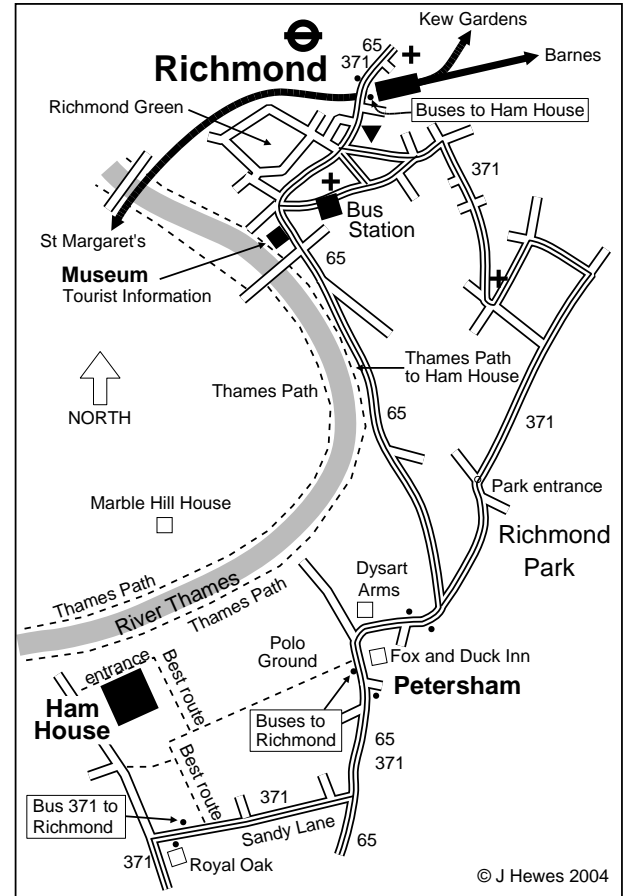 Kew Gardens
65
371
Barnes
Richmond
Richmond Green
Buses to Ham House
371
Bus
Station
St Margaret's
Museum
Tourist Information
65
Thames Path
to Ham House
Thames Path
NORTH
65
371
Park entrance
Marble Hill House
Richmond
Park
Dysart
Arms
Thames Path
River Thames
Thames Path
Polo
Ground
Fox and Duck Inn
entrance
Best route
Petersham
Ham
House
Buses to
Richmond
65
371
Best route
Bus 371 to
Richmond
371
Sandy Lane
65
371
Royal Oak
© J Hewes 2004